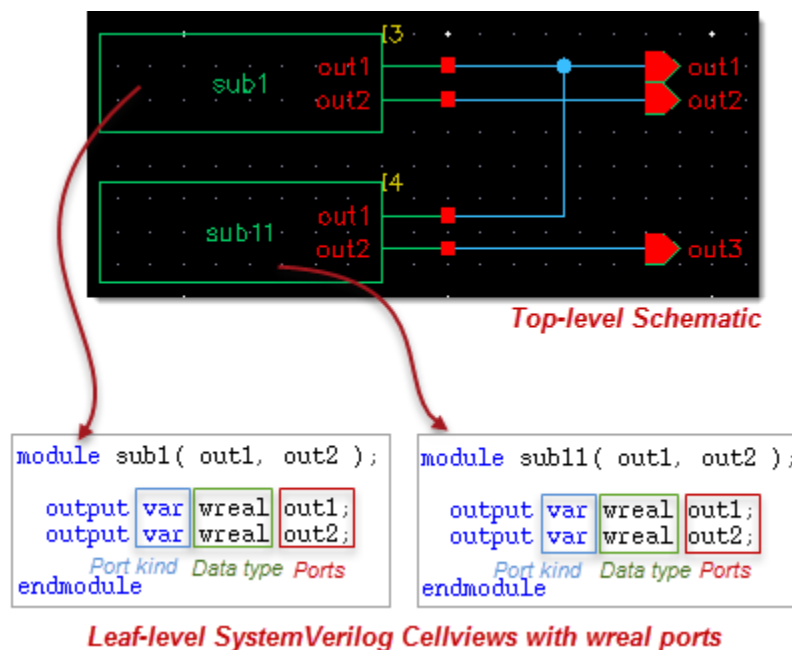 [3
out1
out1
sub1
out2
out2
[4
out1
sub11
out2
out3
Top-level Schematic
module sub1( out1, out2 );
output var wreal out1;
output var wreal out2;
Port kind Data type Ports
endmodule
module sub11( out1, out2 );
output var wreal out1;
output var wreal out2;
Port kind Data type Ports
endmodule
Leaf-level SystemVerilog Cellviews with wreal ports